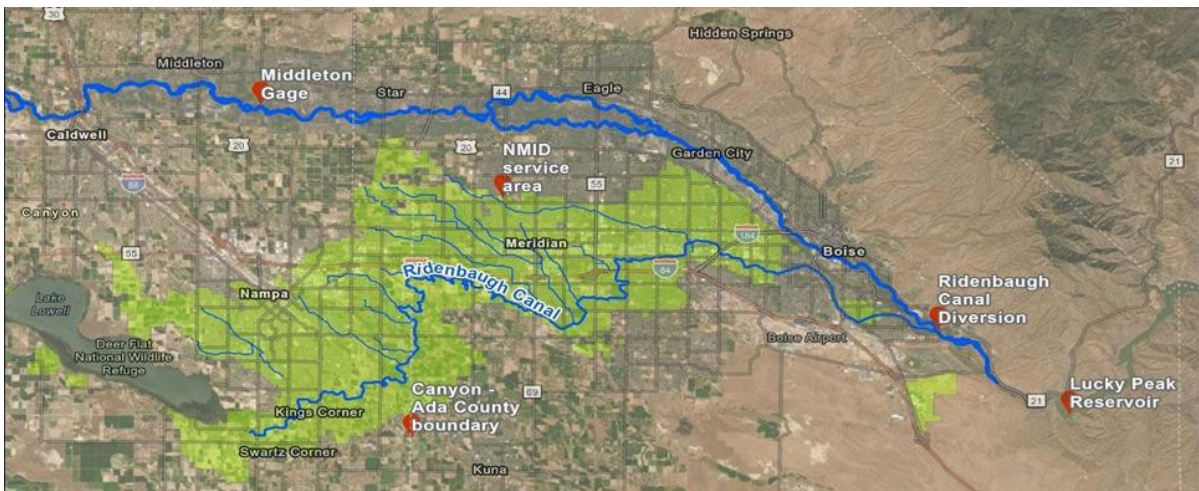 30
Hidden Springs
Middleton
Middleton
Gage
Star
44
Eagle
Caldwell
20
20
NMID
service
area
Garden City
21
84
55
Canyon
55
Meridian
184
Boise
84
Ridenbaugh Canal
Nampa
Lake
Lowell
Ridenbaugh
Canal
Diversion
Boise Airport
Deer Flat
National Wildlife
Refuge
Canyon -
Ada County
boundary
69
21
Lucky Peak
Reservoir
Kings Corner
Swartz Corner
Kuna